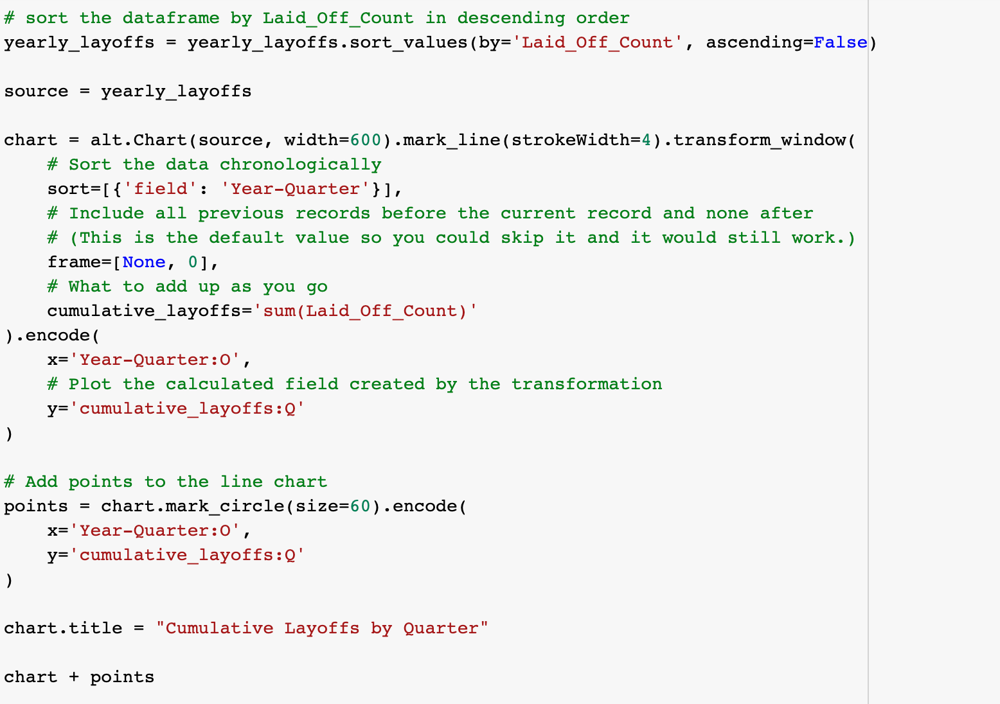 # sort the dataframe by Laid_Off_Count in descending order
yearly_layoffs = yearly_layoffs.sort_values(by='Laid_Off_Count', ascending=False)

source = yearly_layoffs

chart = alt.Chart(source, width=600).mark_line(strokeWidth=4).transform_window(
    # Sort the data chronologically
    sort=[{'field': 'Year-Quarter'}],
    # Include all previous records before the current record and none after
    # (This is the default value so you could skip it and it would still work.)
    frame=[None, 0],
    # What to add up as you go
    cumulative_layoffs='sum(Laid_Off_Count)'
).encode(
    x='Year-Quarter:O',
    # Plot the calculated field created by the transformation
    y='cumulative_layoffs:Q'
)

# Add points to the line chart
points = chart.mark_circle(size=60).encode(
    x='Year-Quarter:O',
    y='cumulative_layoffs:Q'
)

chart.title = "Cumulative Layoffs by Quarter"

chart + points